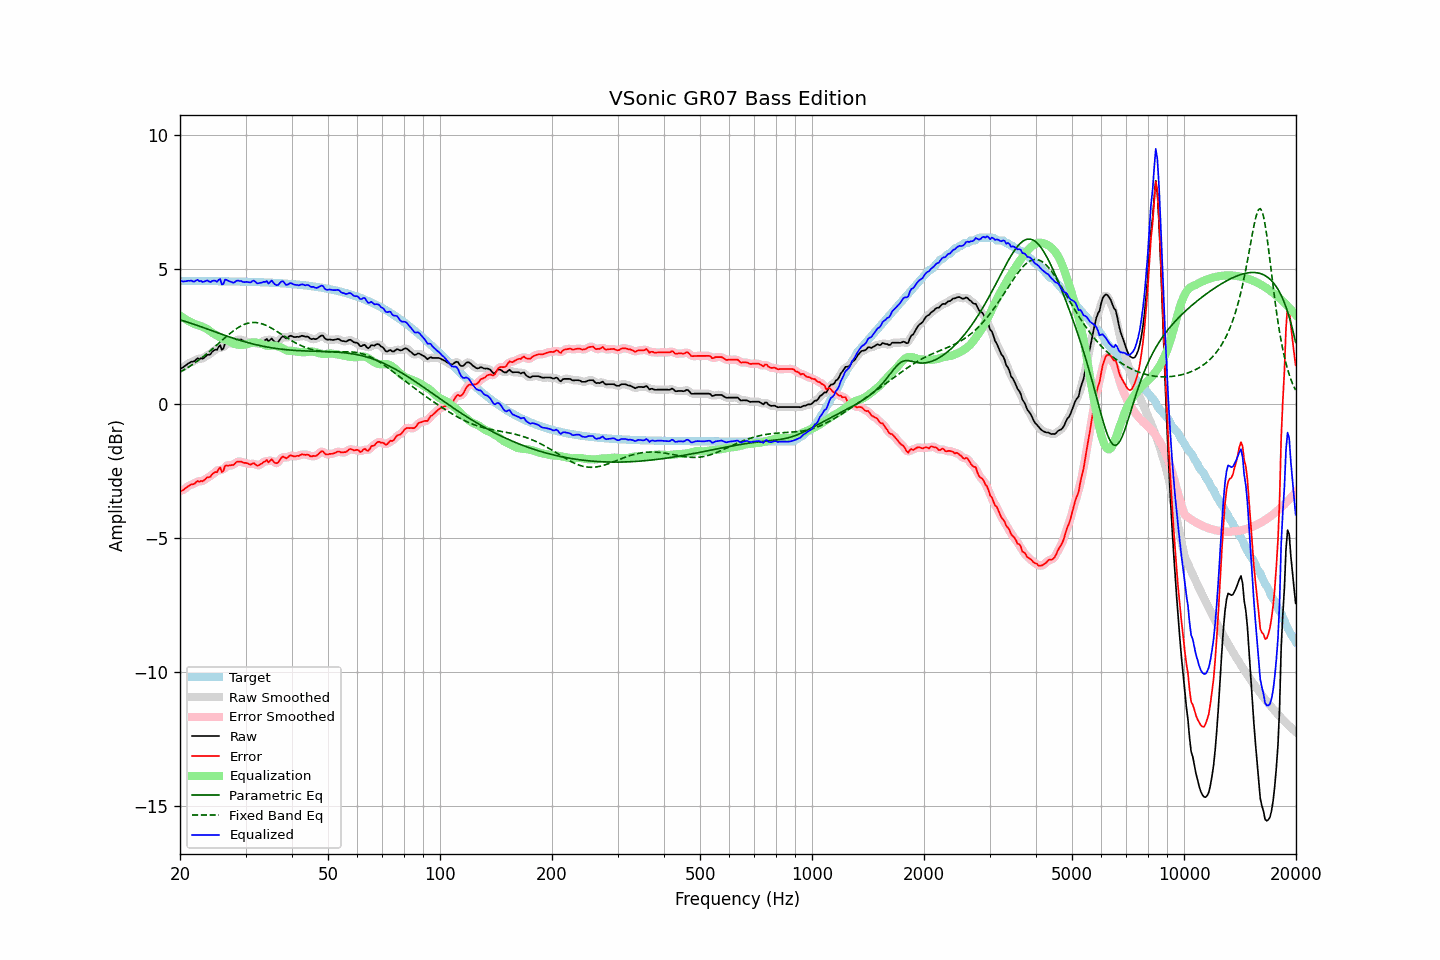 VSonic GR07 Bass Edition
10
5
0
−5
−10
−15
Amplitude (dBr)
Target
Raw Smoothed
Error Smoothed
Raw
Error
Equalization
Parametric Eq
Fixed Band Eq
Equalized
20 50 100 200 500 1000 2000 5000 10000 20000
Frequency (Hz)